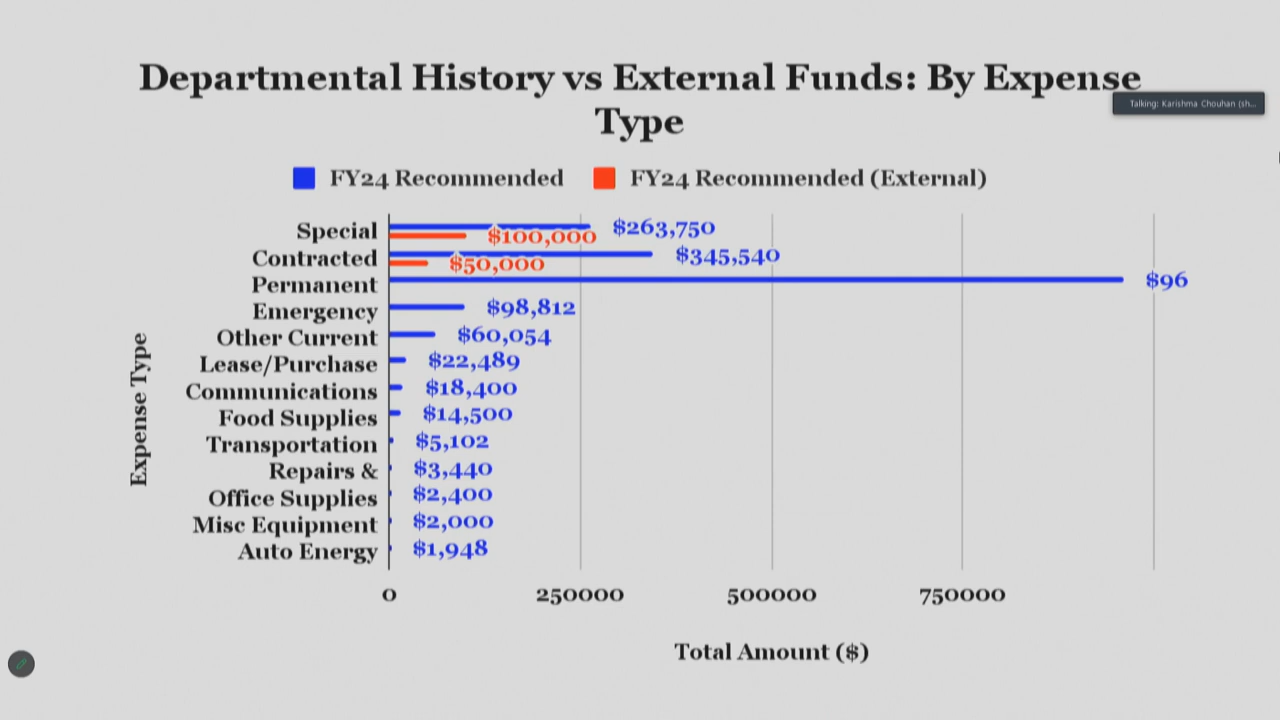 Departmental History vs External Funds: By Expense
Type
Talking: Karishma Chouhan (sh...
FY24 Recommended
FY24 Recommended (External)
Expense Type
Special $263,750
$100,000
Contracted $345,540
$50,000
Permanent $96
Emergency $98,812
Other Current $60,054
Lease/Purchase $22,489
Communications $18,400
Food Supplies $14,500
Transportation $5,102
Repairs & $3,440
Office Supplies $2,400
Misc Equipment $2,000
Auto Energy $1,948
0 250000 500000 750000
Total Amount ($)